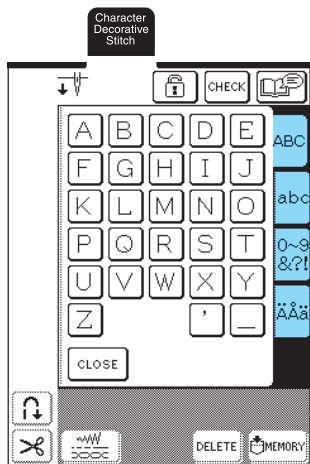 Character
Decorative
Stitch
CHECK
A B C D E
F G H I J
K L M N O
P Q R S T
U V W X Y
Z ' _
ABC
abc
0~9
&?!
ÄÅä
CLOSE
DELETE
MEMORY